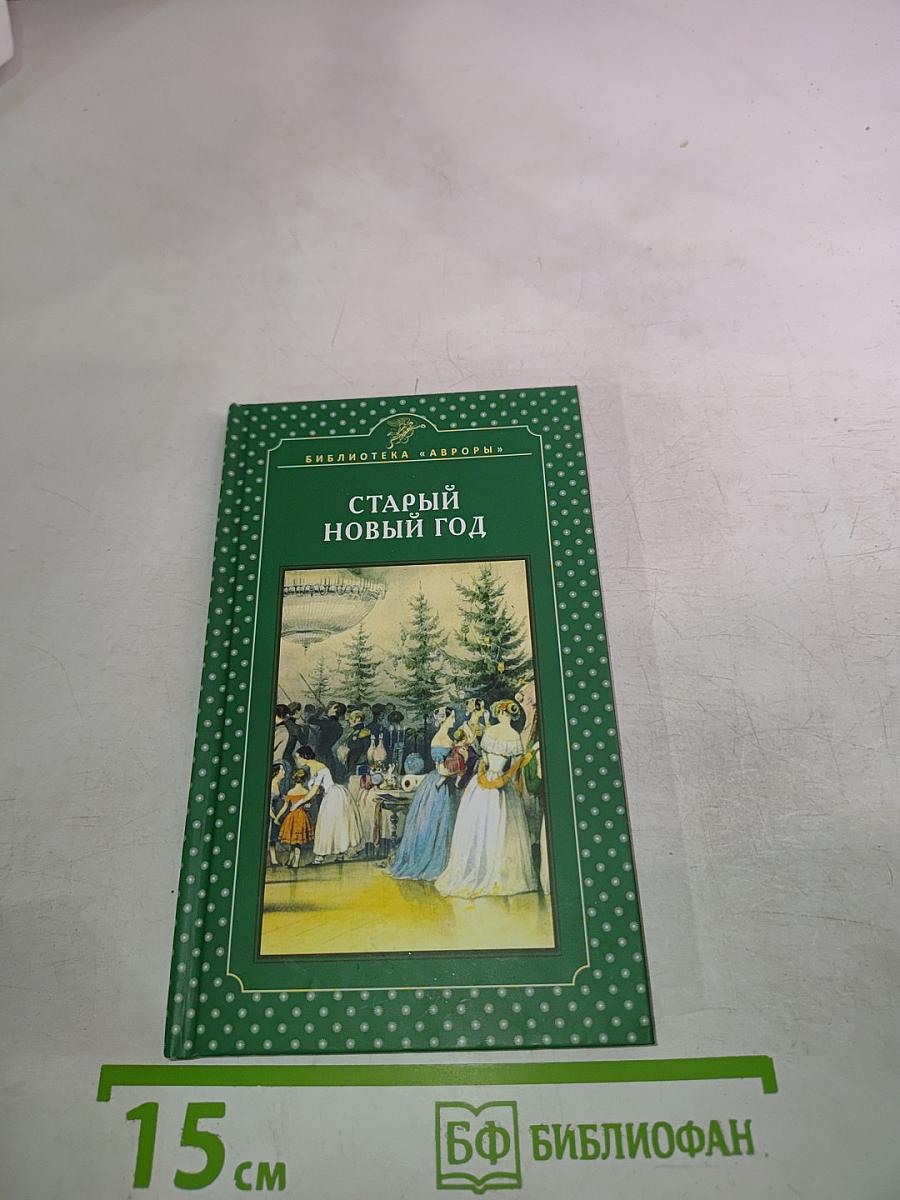 БИБЛИОТЕКА «АВРОРЫ»
СТАРЫЙ
НОВЫЙ ГОД
15 см
БФ БИБЛИОФАН